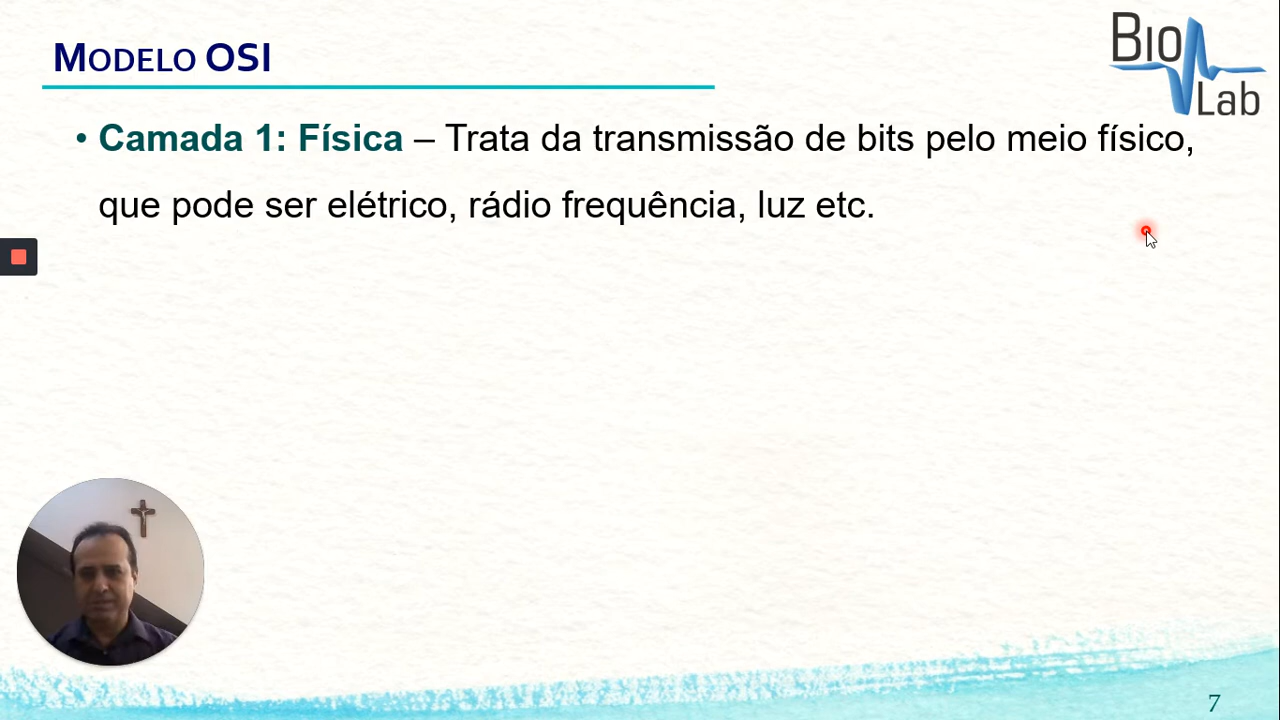 MODELO OSI
Bio
Lab
• Camada 1: Física – Trata da transmissão de bits pelo meio físico,
que pode ser elétrico, rádio frequência, luz etc.
7